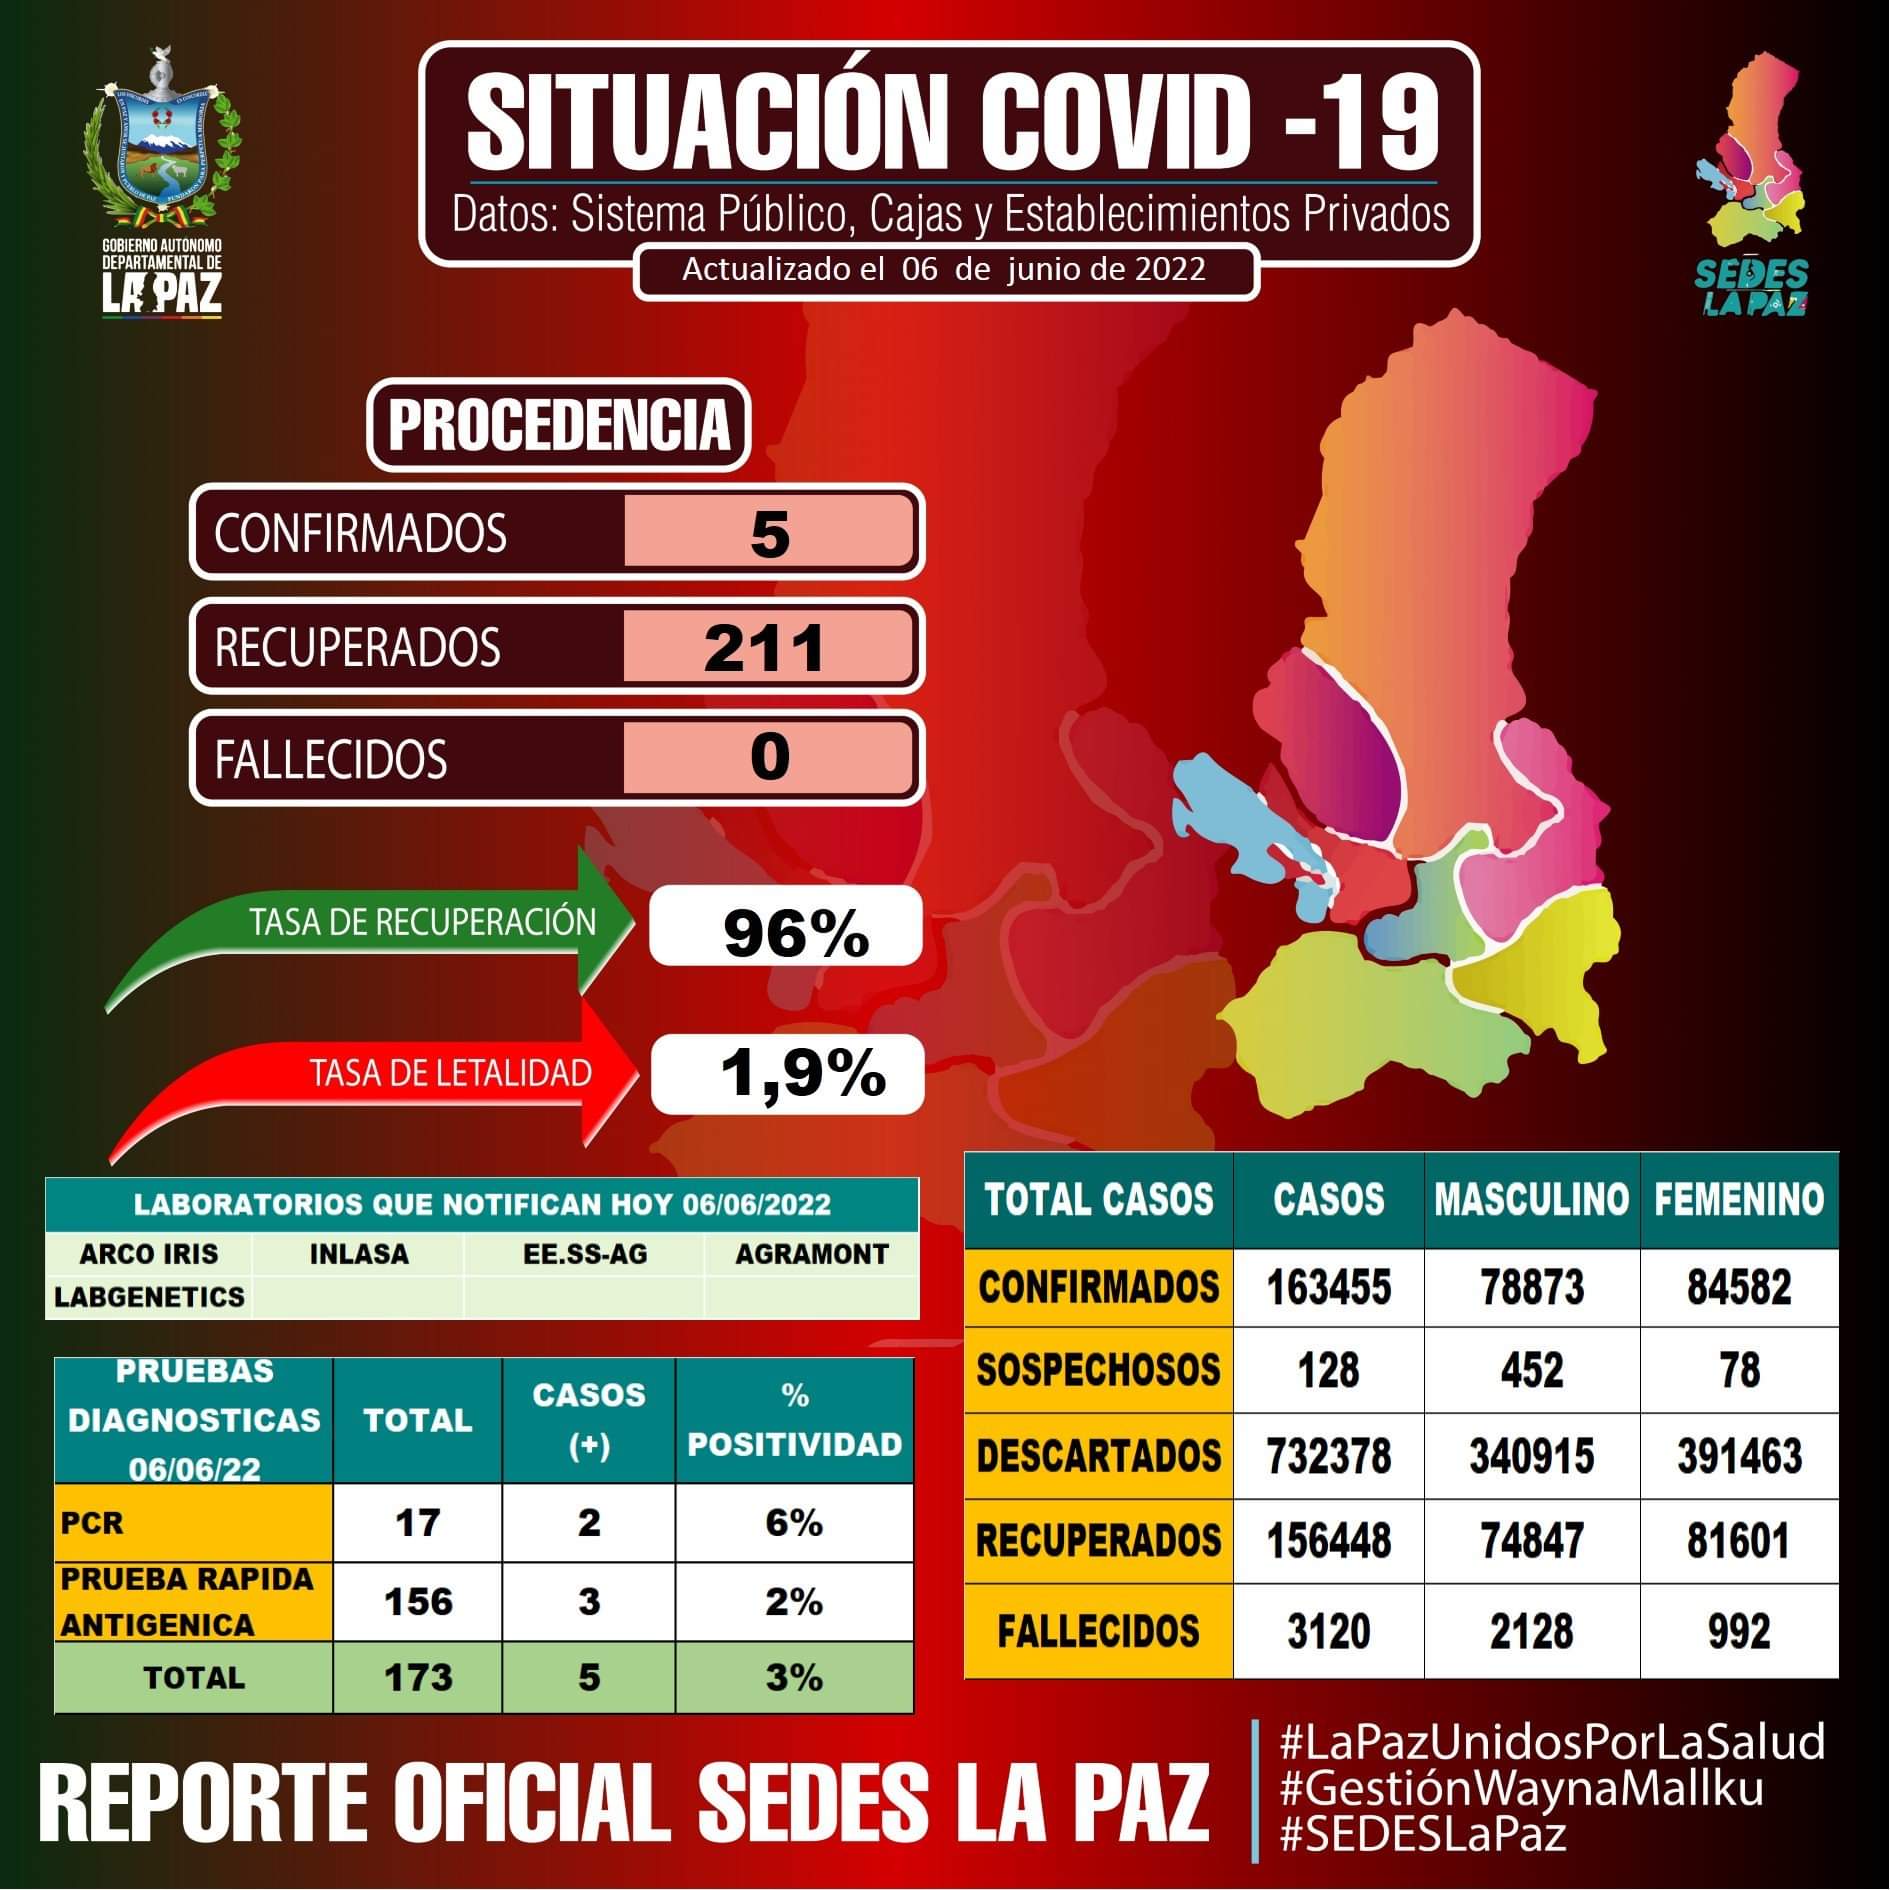 SITUACIÓN COVID -19
Datos: Sistema Público, Cajas y Establecimientos Privados
Actualizado el 06 de junio de 2022
GOBIERNO AUTÓNOMO
DEPARTAMENTAL DE
LA PAZ
SEDES
LA PAZ
PROCEDENCIA
CONFIRMADOS 5
RECUPERADOS 211
FALLECIDOS 0
TASA DE RECUPERACIÓN 96%
TASA DE LETALIDAD 1,9%
LABORATORIOS QUE NOTIFICAN HOY 06/06/2022
ARCO IRIS INLASA EE.SS-AG AGRAMONT
LABGENETICS
PRUEBAS
DIAGNOSTICAS
06/06/22
TOTAL
CASOS
(+)
%
POSITIVIDAD
PCR 17 2 6%
PRUEBA RAPIDA
ANTIGENICA
156 3 2%
TOTAL 173 5 3%
TOTAL CASOS CASOS MASCULINO FEMENINO
CONFIRMADOS 163455 78873 84582
SOSPECHOSOS 128 452 78
DESCARTADOS 732378 340915 391463
RECUPERADOS 156448 74847 81601
FALLECIDOS 3120 2128 992
REPORTE OFICIAL SEDES LA PAZ
#LaPazUnidosPorLaSalud
#GestiónWaynaMallku
#SEDESLaPaz